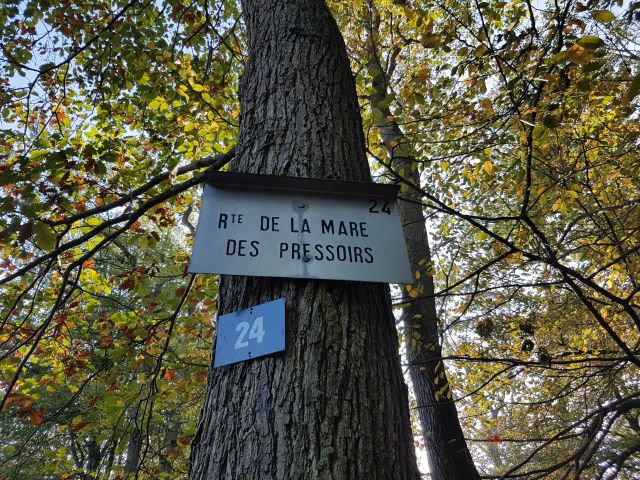 24
Rᵀᴱ DE LA MARE
DES PRESSOIRS
24